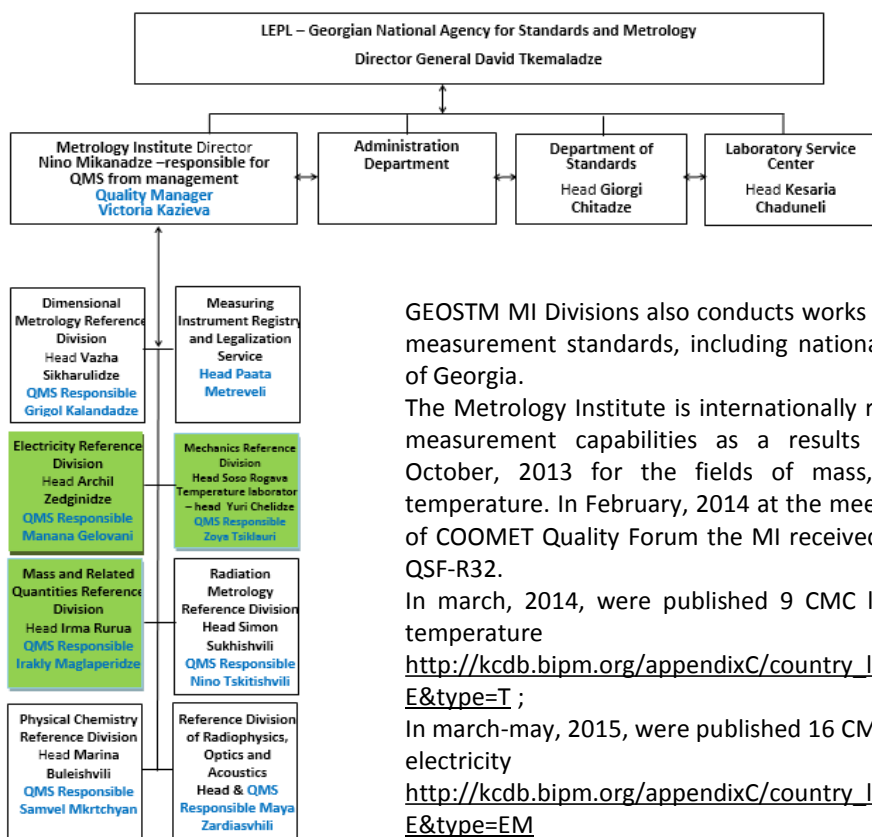 LEPL – Georgian National Agency for Standards and Metrology
Director General David Tkemaladze
Metrology Institute Director
Nino Mikanadze –responsible for
QMS from management
Quality Manager
Victoria Kazieva
Administration
Department
Department of
Standards
Head Giorgi
Chitadze
Laboratory Service
Center
Head Kesaria
Chaduneli
Dimensional
Metrology Reference
Division
Head Vazha
Sikharulidze
QMS Responsible
Grigol Kalandadze
Measuring
Instrument Registry
and Legalization
Service
Head Paata
Metreveli
Electricity Reference
Division
Head Archil
Zedginidze
QMS Responsible
Manana Gelovani
Mechanics Reference
Division
Head Soso Rogava
Temperature laborator
– head Yuri Chelidze
QMS Responsible
Zoya Tsiklauri
Mass and Related
Quantities Reference
Division
Head Irma Rurua
QMS Responsible
Irakly Maglaperidze
Radiation
Metrology
Reference Division
Head Simon
Sukhishvili
QMS Responsible
Nino Tskitishvili
Physical Chemistry
Reference Division
Head Marina
Buleishvili
QMS Responsible
Samvel Mkrtchyan
Reference Division
of Radiophysics,
Optics and
Acoustics
Head & QMS
Responsible Maya
Zardiasvhili
GEOSTM MI Divisions also conducts works
measurement standards, including nationa
of Georgia.
The Metrology Institute is internationally r
measurement capabilities as a results
October, 2013 for the fields of mass,
temperature. In February, 2014 at the mee
of COOMET Quality Forum the MI received
QSF-R32.
In march, 2014, were published 9 CMC l
temperature
http://kcdb.bipm.org/appendixC/country_l
E&type=T ;
In march-may, 2015, were published 16 CM
electricity
http://kcdb.bipm.org/appendixC/country_l
E&type=EM